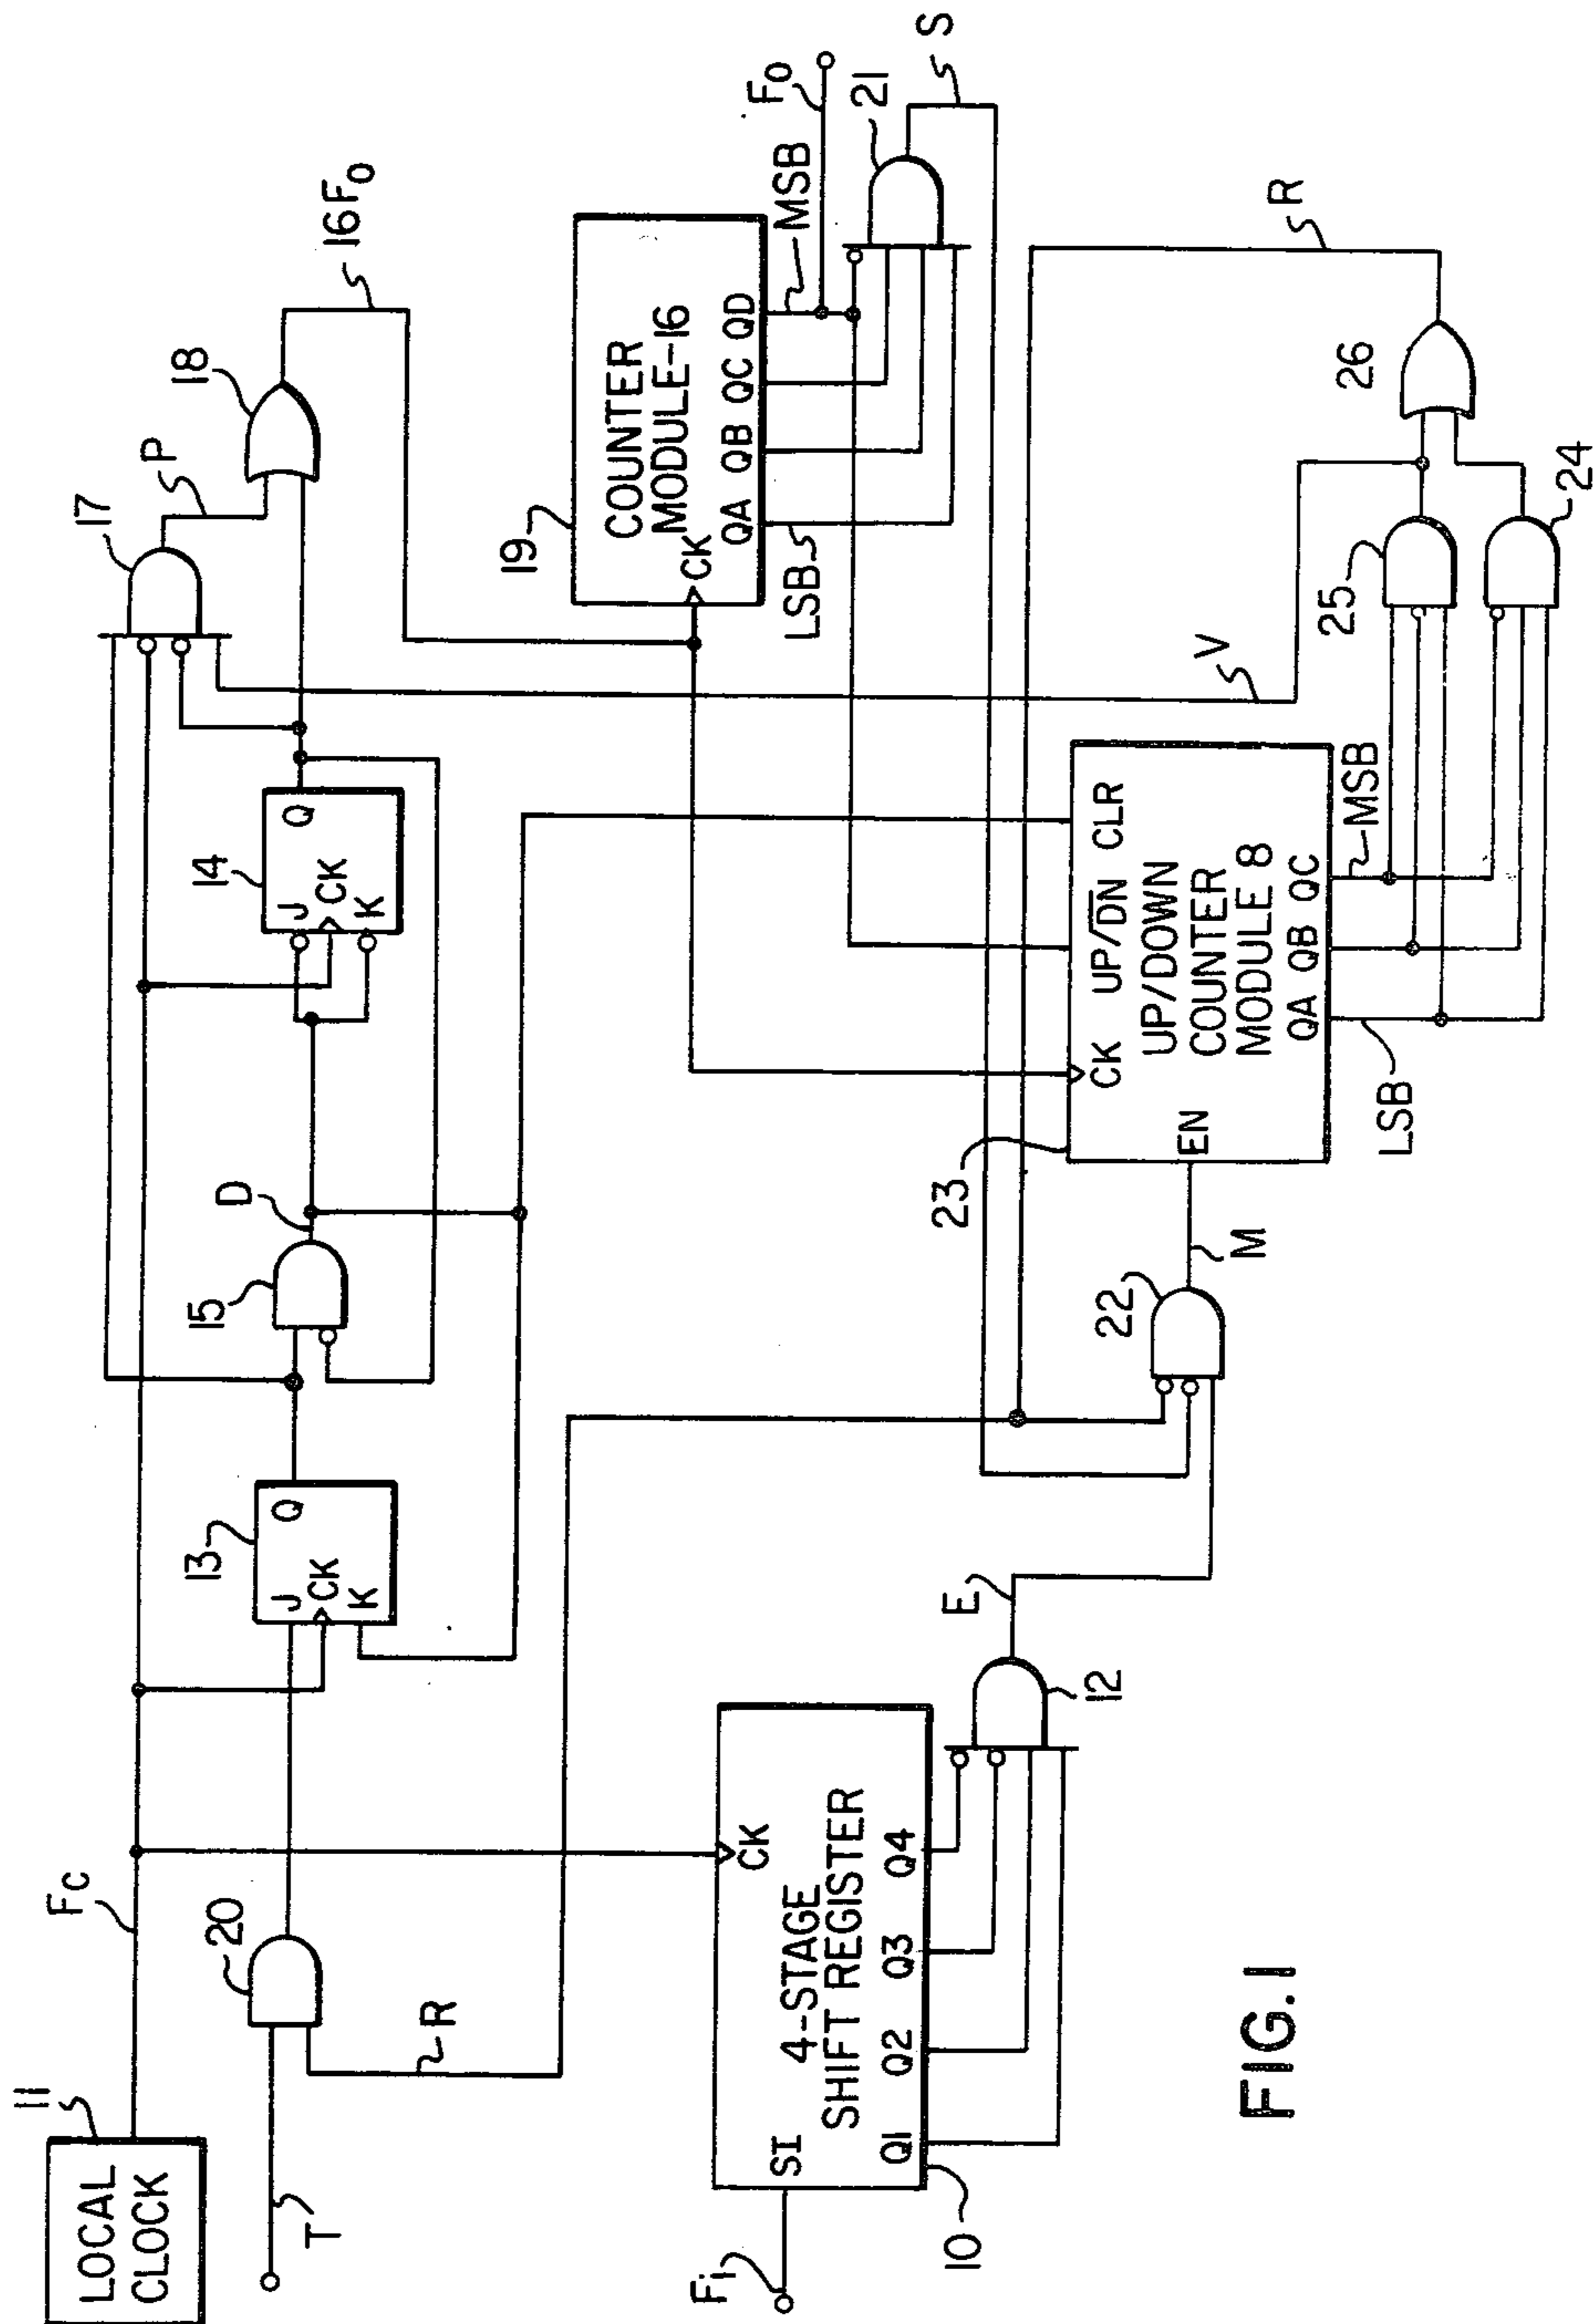 LOCAL
CLOCK
11
Fc
T
20
R
13
J
CK
K
Q
15
D
14
J
CK
K
Q
17
P
18
16F0
19
COUNTER
MODULE-16
CK
QA QB QC QD
LSB
MSB
F0
21
S
Fi
10
SI
4-STAGE
SHIFT REGISTER
CK
Q1 Q2 Q3 Q4
12
E
22
M
23
EN
CK UP/D̅N̅ CLR
UP/DOWN
COUNTER
MODULE 8
QA QB QC
LSB
MSB
V
25
24
26
R
FIG.1